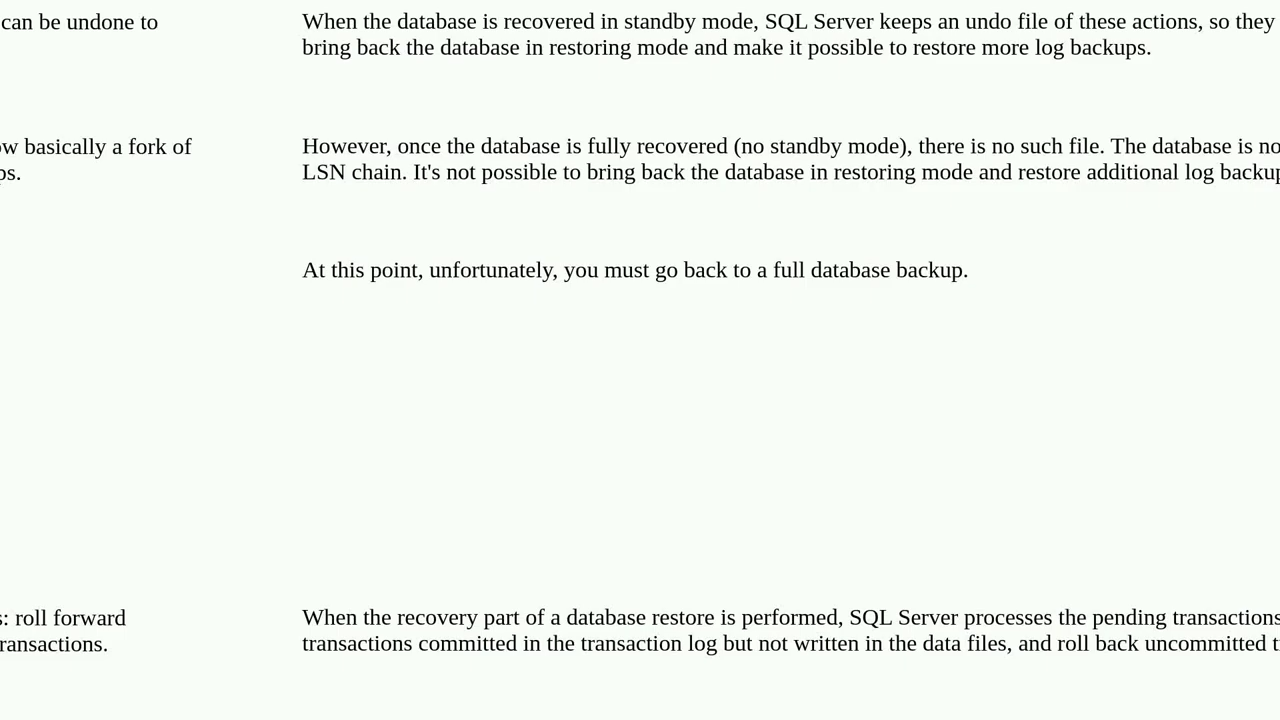 can be undone to
When the database is recovered in standby mode, SQL Server keeps an undo file of these actions, so they
bring back the database in restoring mode and make it possible to restore more log backups.
basically a fork of
However, once the database is fully recovered (no standby mode), there is no such file. The database is
LSN chain. It's not possible to bring back the database in restoring mode and restore additional log
At this point, unfortunately, you must go back to a full database backup.
roll forward
When the recovery part of a database restore is performed, SQL Server processes the pending transactions
transactions committed in the transaction log but not written in the data files, and roll back uncommitted